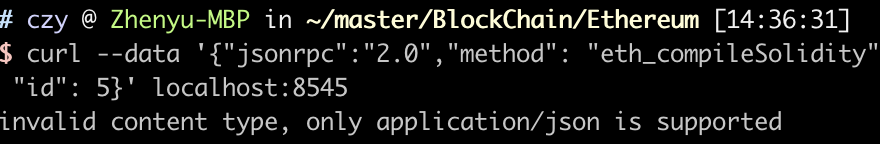 # czy @ Zhenyu-MBP in ~/master/BlockChain/Ethereum [14:36:31]
$ curl --data '{"jsonrpc":"2.0","method": "eth_compileSolidity"
"id": 5}' localhost:8545
invalid content type, only application/json is supported